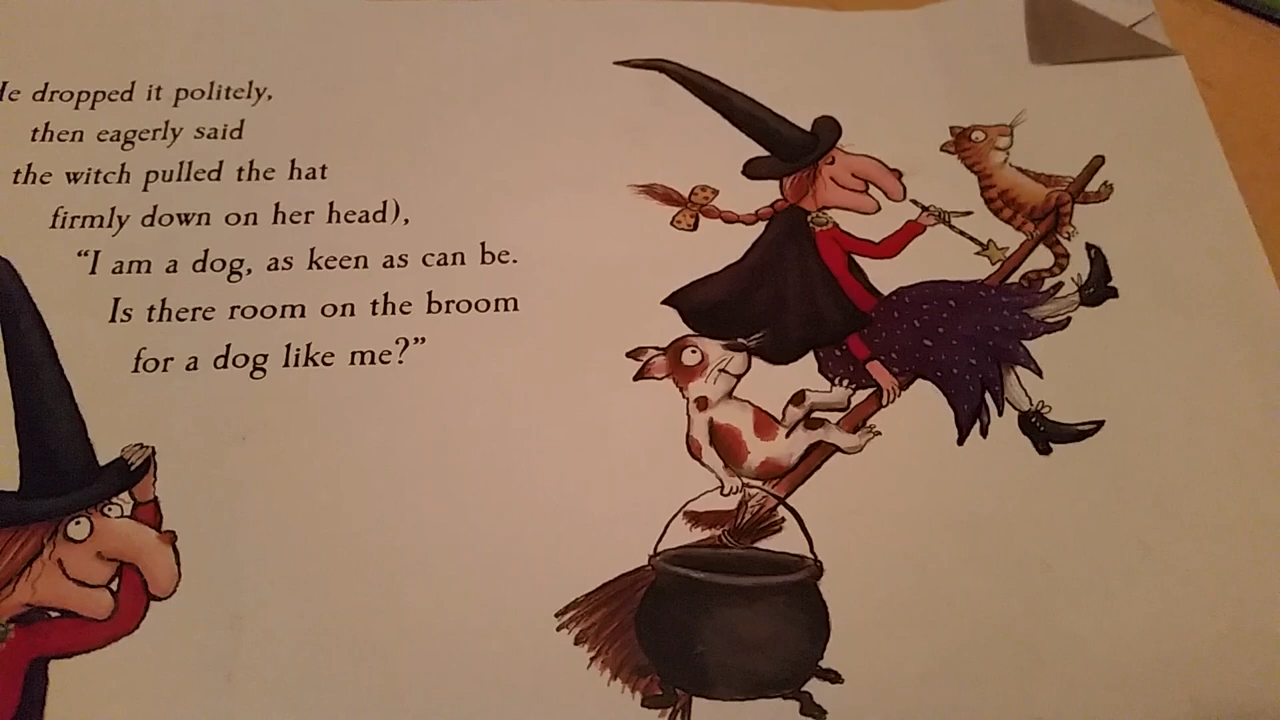 He dropped it politely,
then eagerly said
the witch pulled the hat
firmly down on her head),
“I am a dog, as keen as can be.
Is there room on the broom
for a dog like me?”